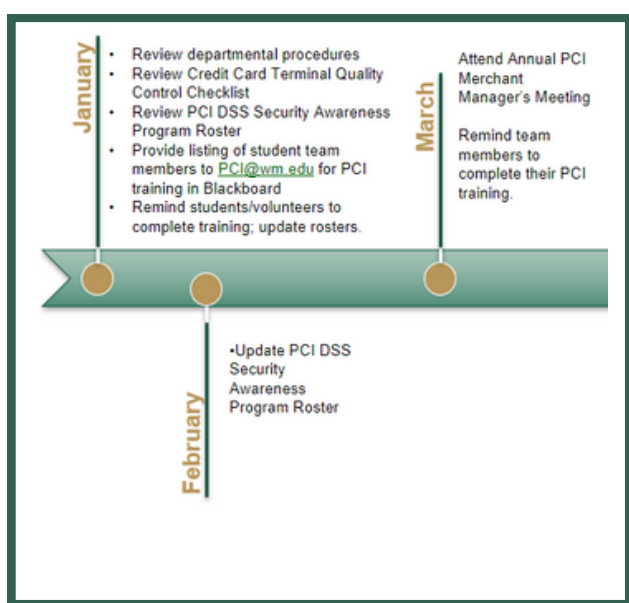 January
• Review departmental procedures
• Review Credit Card Terminal Quality
Control Checklist
• Review PCI DSS Security Awareness
Program Roster
• Provide listing of student team
members to PCI@wm.edu for PCI
training in Blackboard
• Remind students/volunteers to
complete training; update rosters.
February
•Update PCI DSS
Security
Awareness
Program Roster
March
Attend Annual PCI
Merchant
Manager's Meeting
Remind team
members to
complete their PCI
training.